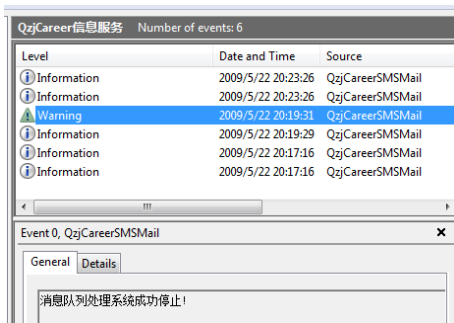 QzjCareer信息服务 Number of events: 6
Level Date and Time Source
Information 2009/5/22 20:23:26 QzjCareerSMSMail
Information 2009/5/22 20:23:26 QzjCareerSMSMail
Warning 2009/5/22 20:19:31 QzjCareerSMSMail
Information 2009/5/22 20:19:29 QzjCareerSMSMail
Information 2009/5/22 20:17:16 QzjCareerSMSMail
Information 2009/5/22 20:17:16 QzjCareerSMSMail
Event 0, QzjCareerSMSMail
General Details
消息队列处理系统成功停止!